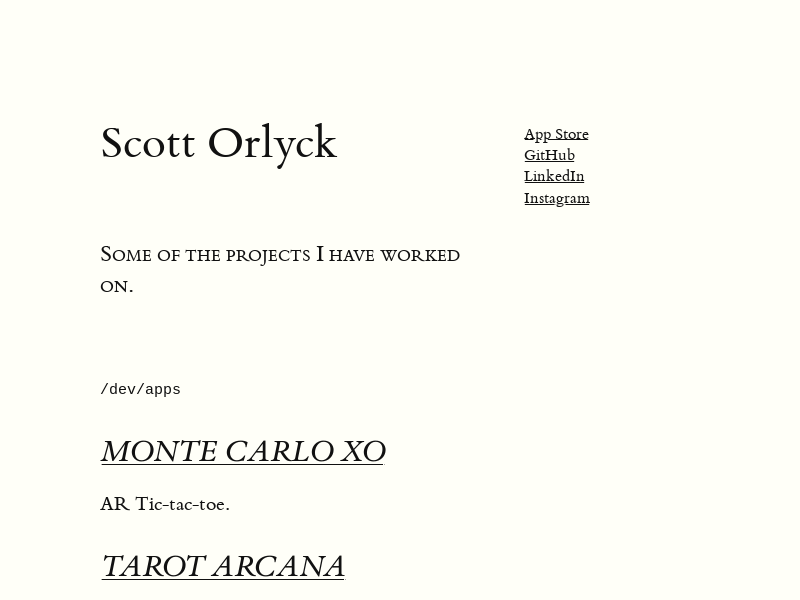 Scott Orlyck
App Store
GitHub
LinkedIn
Instagram
Some of the projects I have worked
on.
/dev/apps
MONTE CARLO XO
AR Tic-tac-toe.
TAROT ARCANA